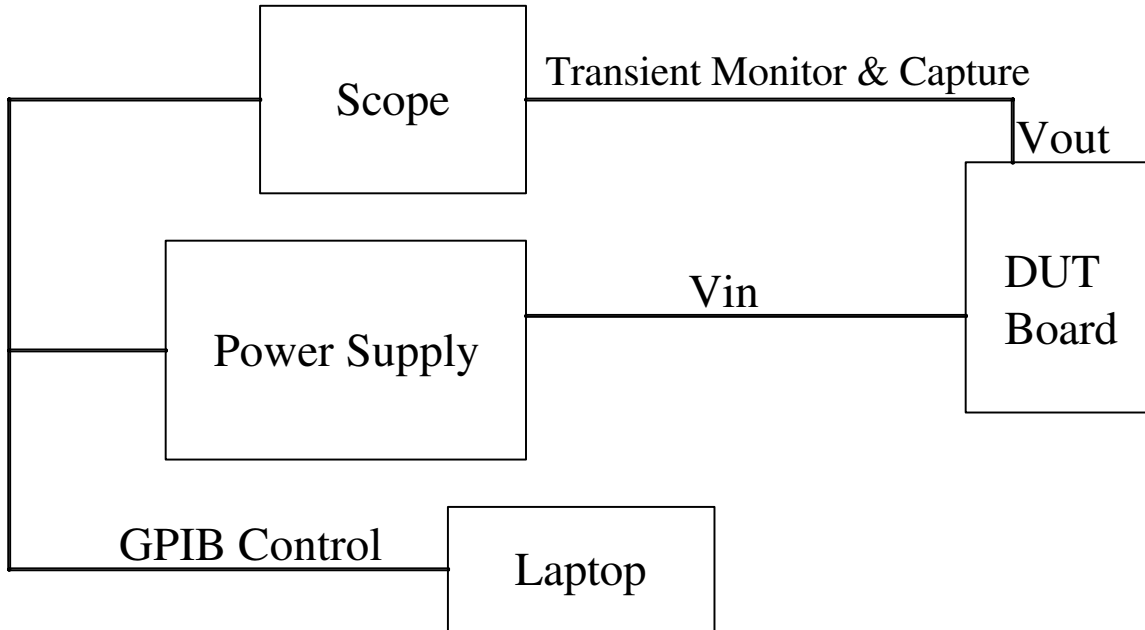 Transient Monitor & Capture
Scope
Vout
DUT
Board
Vin
Power Supply
GPIB Control
Laptop